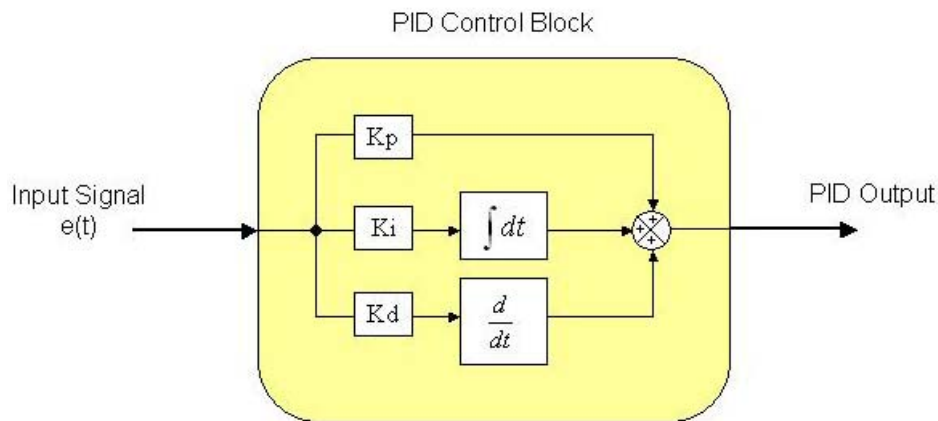 PID Control Block
Kp
Input Signal
e(t)
Ki
∫ dt
+
+ +
+
PID Output
Kd
d
dt